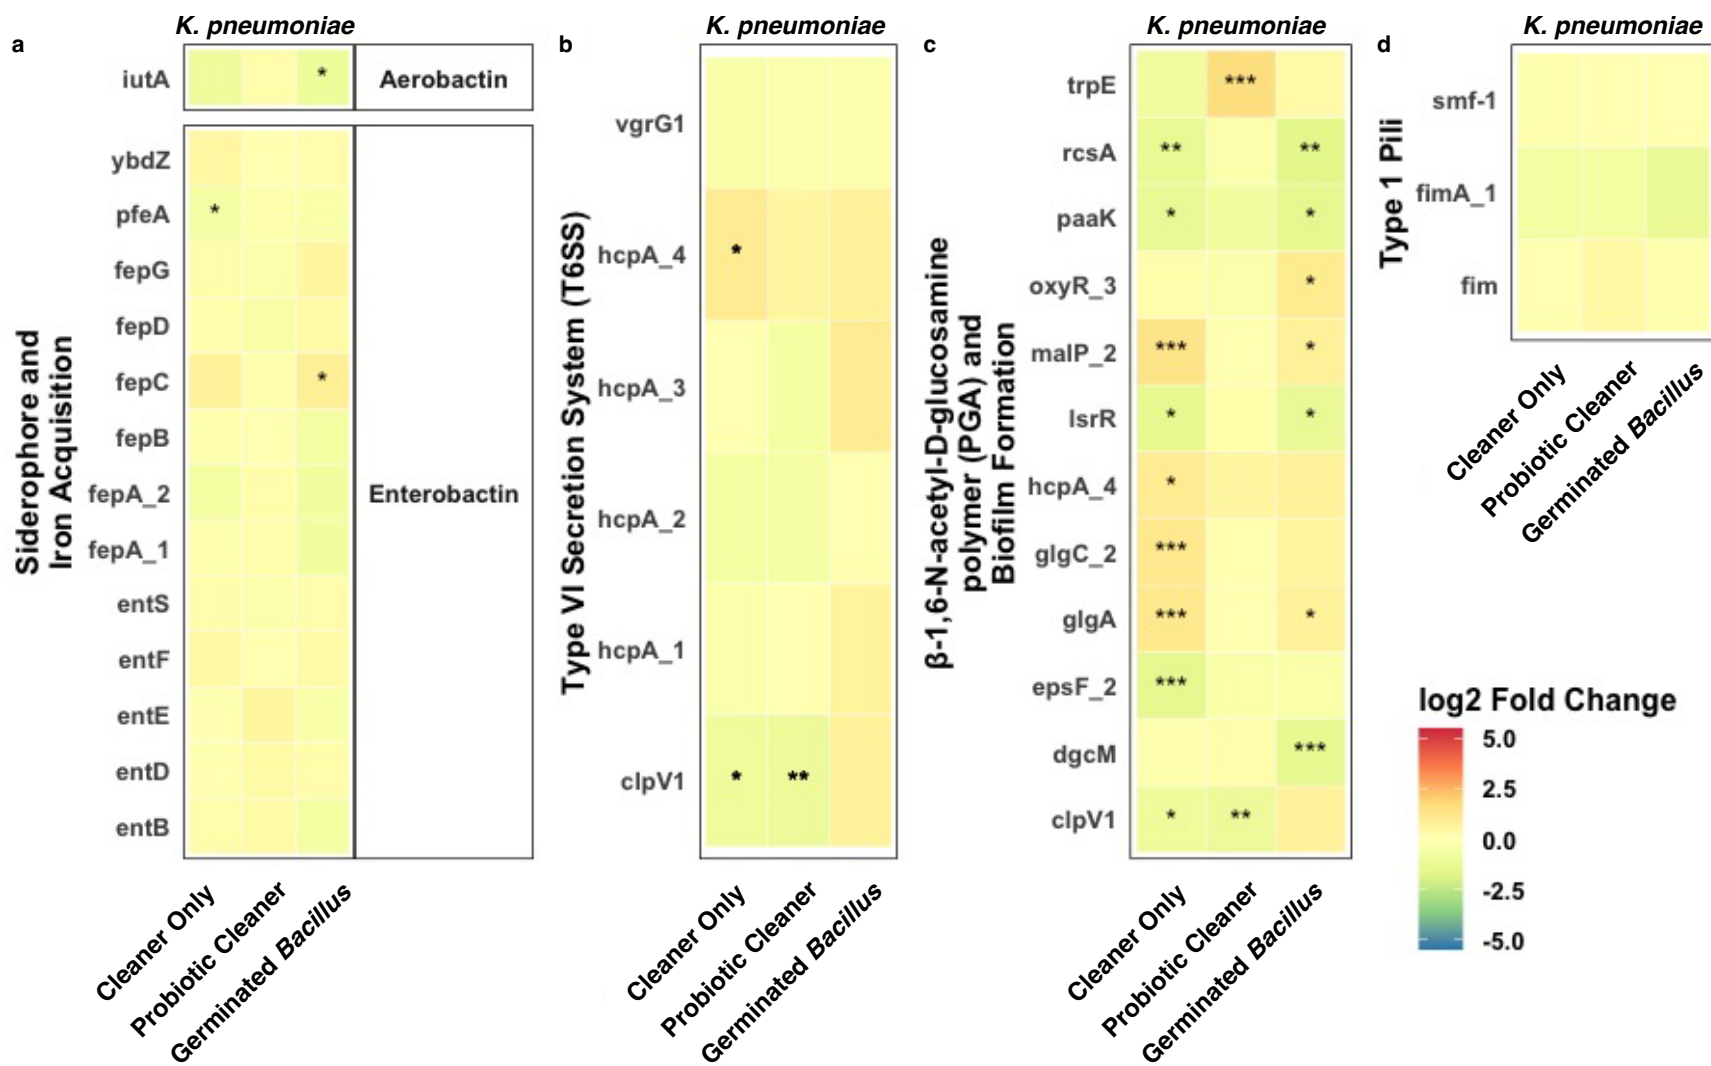 a
K. pneumoniae
Siderophore and
Iron Acquisition
iutA
*
Aerobactin
ybdZ
pfeA
*
fepG
fepD
fepC
*
fepB
fepA_2
Enterobactin
fepA_1
entS
entF
entE
entD
entB
Cleaner Only
Probiotic Cleaner
Germinated Bacillus
b
K. pneumoniae
Type VI Secretion System (T6SS)
vgrG1
hcpA_4
*
hcpA_3
hcpA_2
hcpA_1
clpV1
* **
Cleaner Only
Probiotic Cleaner
Germinated Bacillus
c
K. pneumoniae
β-1,6-N-acetyl-D-glucosamine
polymer (PGA) and
Biofilm Formation
trpE
***
rcsA
** **
paaK
* *
oxyR_3
*
malP_2
*** *
lsrR
* *
hcpA_4
*
glgC_2
***
glgA
*** *
epsF_2
***
dgcM
***
clpV1
* **
Cleaner Only
Probiotic Cleaner
Germinated Bacillus
d
K. pneumoniae
Type 1 Pili
smf-1
fimA_1
fim
Cleaner Only
Probiotic Cleaner
Germinated Bacillus
log2 Fold Change
5.0
2.5
0.0
-2.5
-5.0